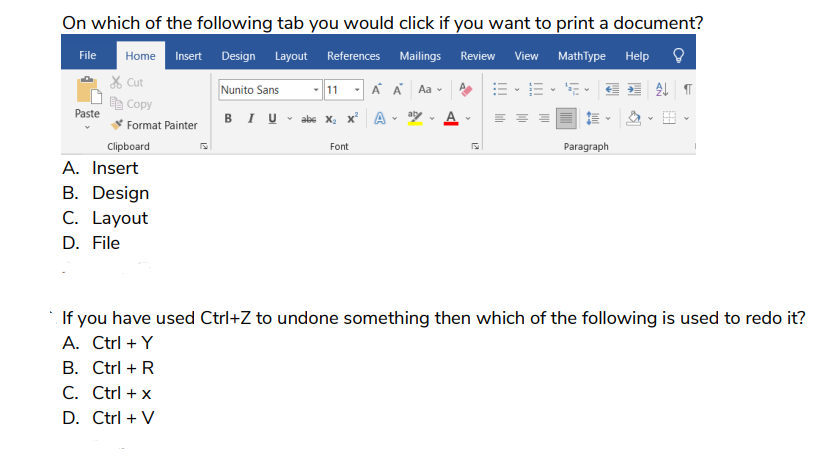 On which of the following tab you would click if you want to print a document?
File Home Insert Design Layout References Mailings Review View MathType Help
Cut
Nunito Sans 11 A A Aa A
Copy
Paste
Format Painter
B I U abc X₂ X² A aby A
Clipboard Font Paragraph
A. Insert
B. Design
C. Layout
D. File
If you have used Ctrl+Z to undone something then which of the following is used to redo it?
A. Ctrl + Y
B. Ctrl + R
C. Ctrl + x
D. Ctrl + V